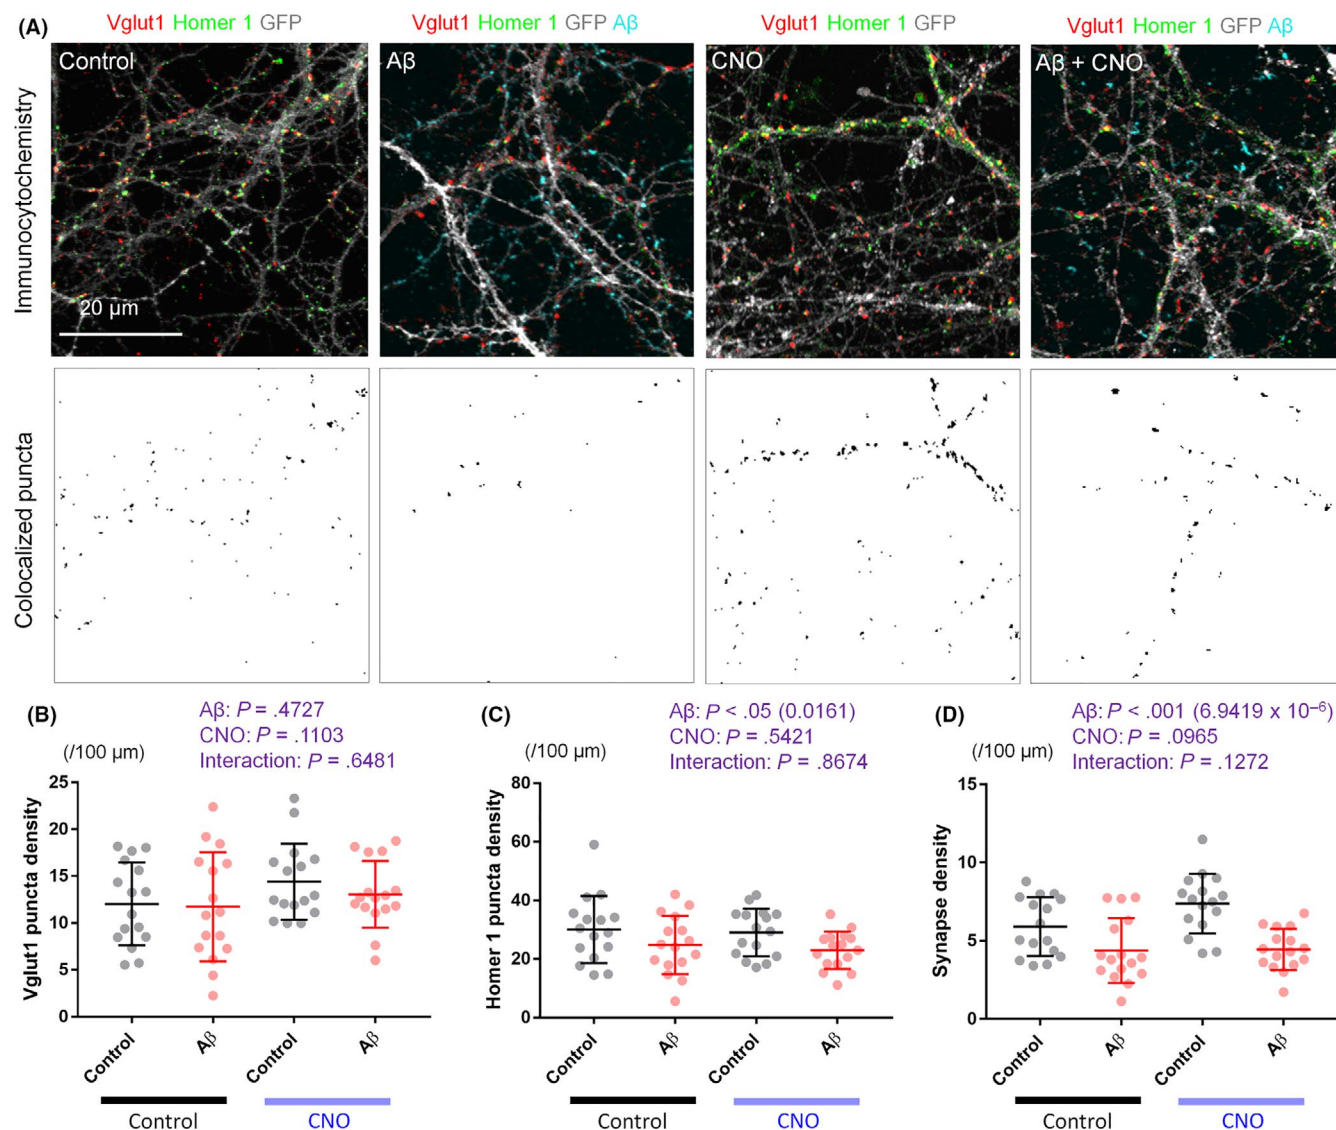 (A)
Vglut1 Homer 1 GFP
Vglut1 Homer 1 GFP Aβ
Vglut1 Homer 1 GFP
Vglut1 Homer 1 GFP Aβ
Immunocytochemistry
Control
Aβ
CNO
Aβ + CNO
20 μm
Colocalized puncta
(B)
Aβ: P = .4727
CNO: P = .1103
Interaction: P = .6481
(/100 μm)
Vglut1 puncta density
25
20
15
10
5
0
Control
Aβ
Control
Aβ
Control
CNO
(C)
Aβ: P < .05 (0.0161)
CNO: P = .5421
Interaction: P = .8674
(/100 μm)
Homer 1 puncta density
80
60
40
20
0
Control
Aβ
Control
Aβ
Control
CNO
(D)
Aβ: P < .001 (6.9419 x 10⁻⁶)
CNO: P = .0965
Interaction: P = .1272
(/100 μm)
Synapse density
15
10
5
0
Control
Aβ
Control
Aβ
Control
CNO